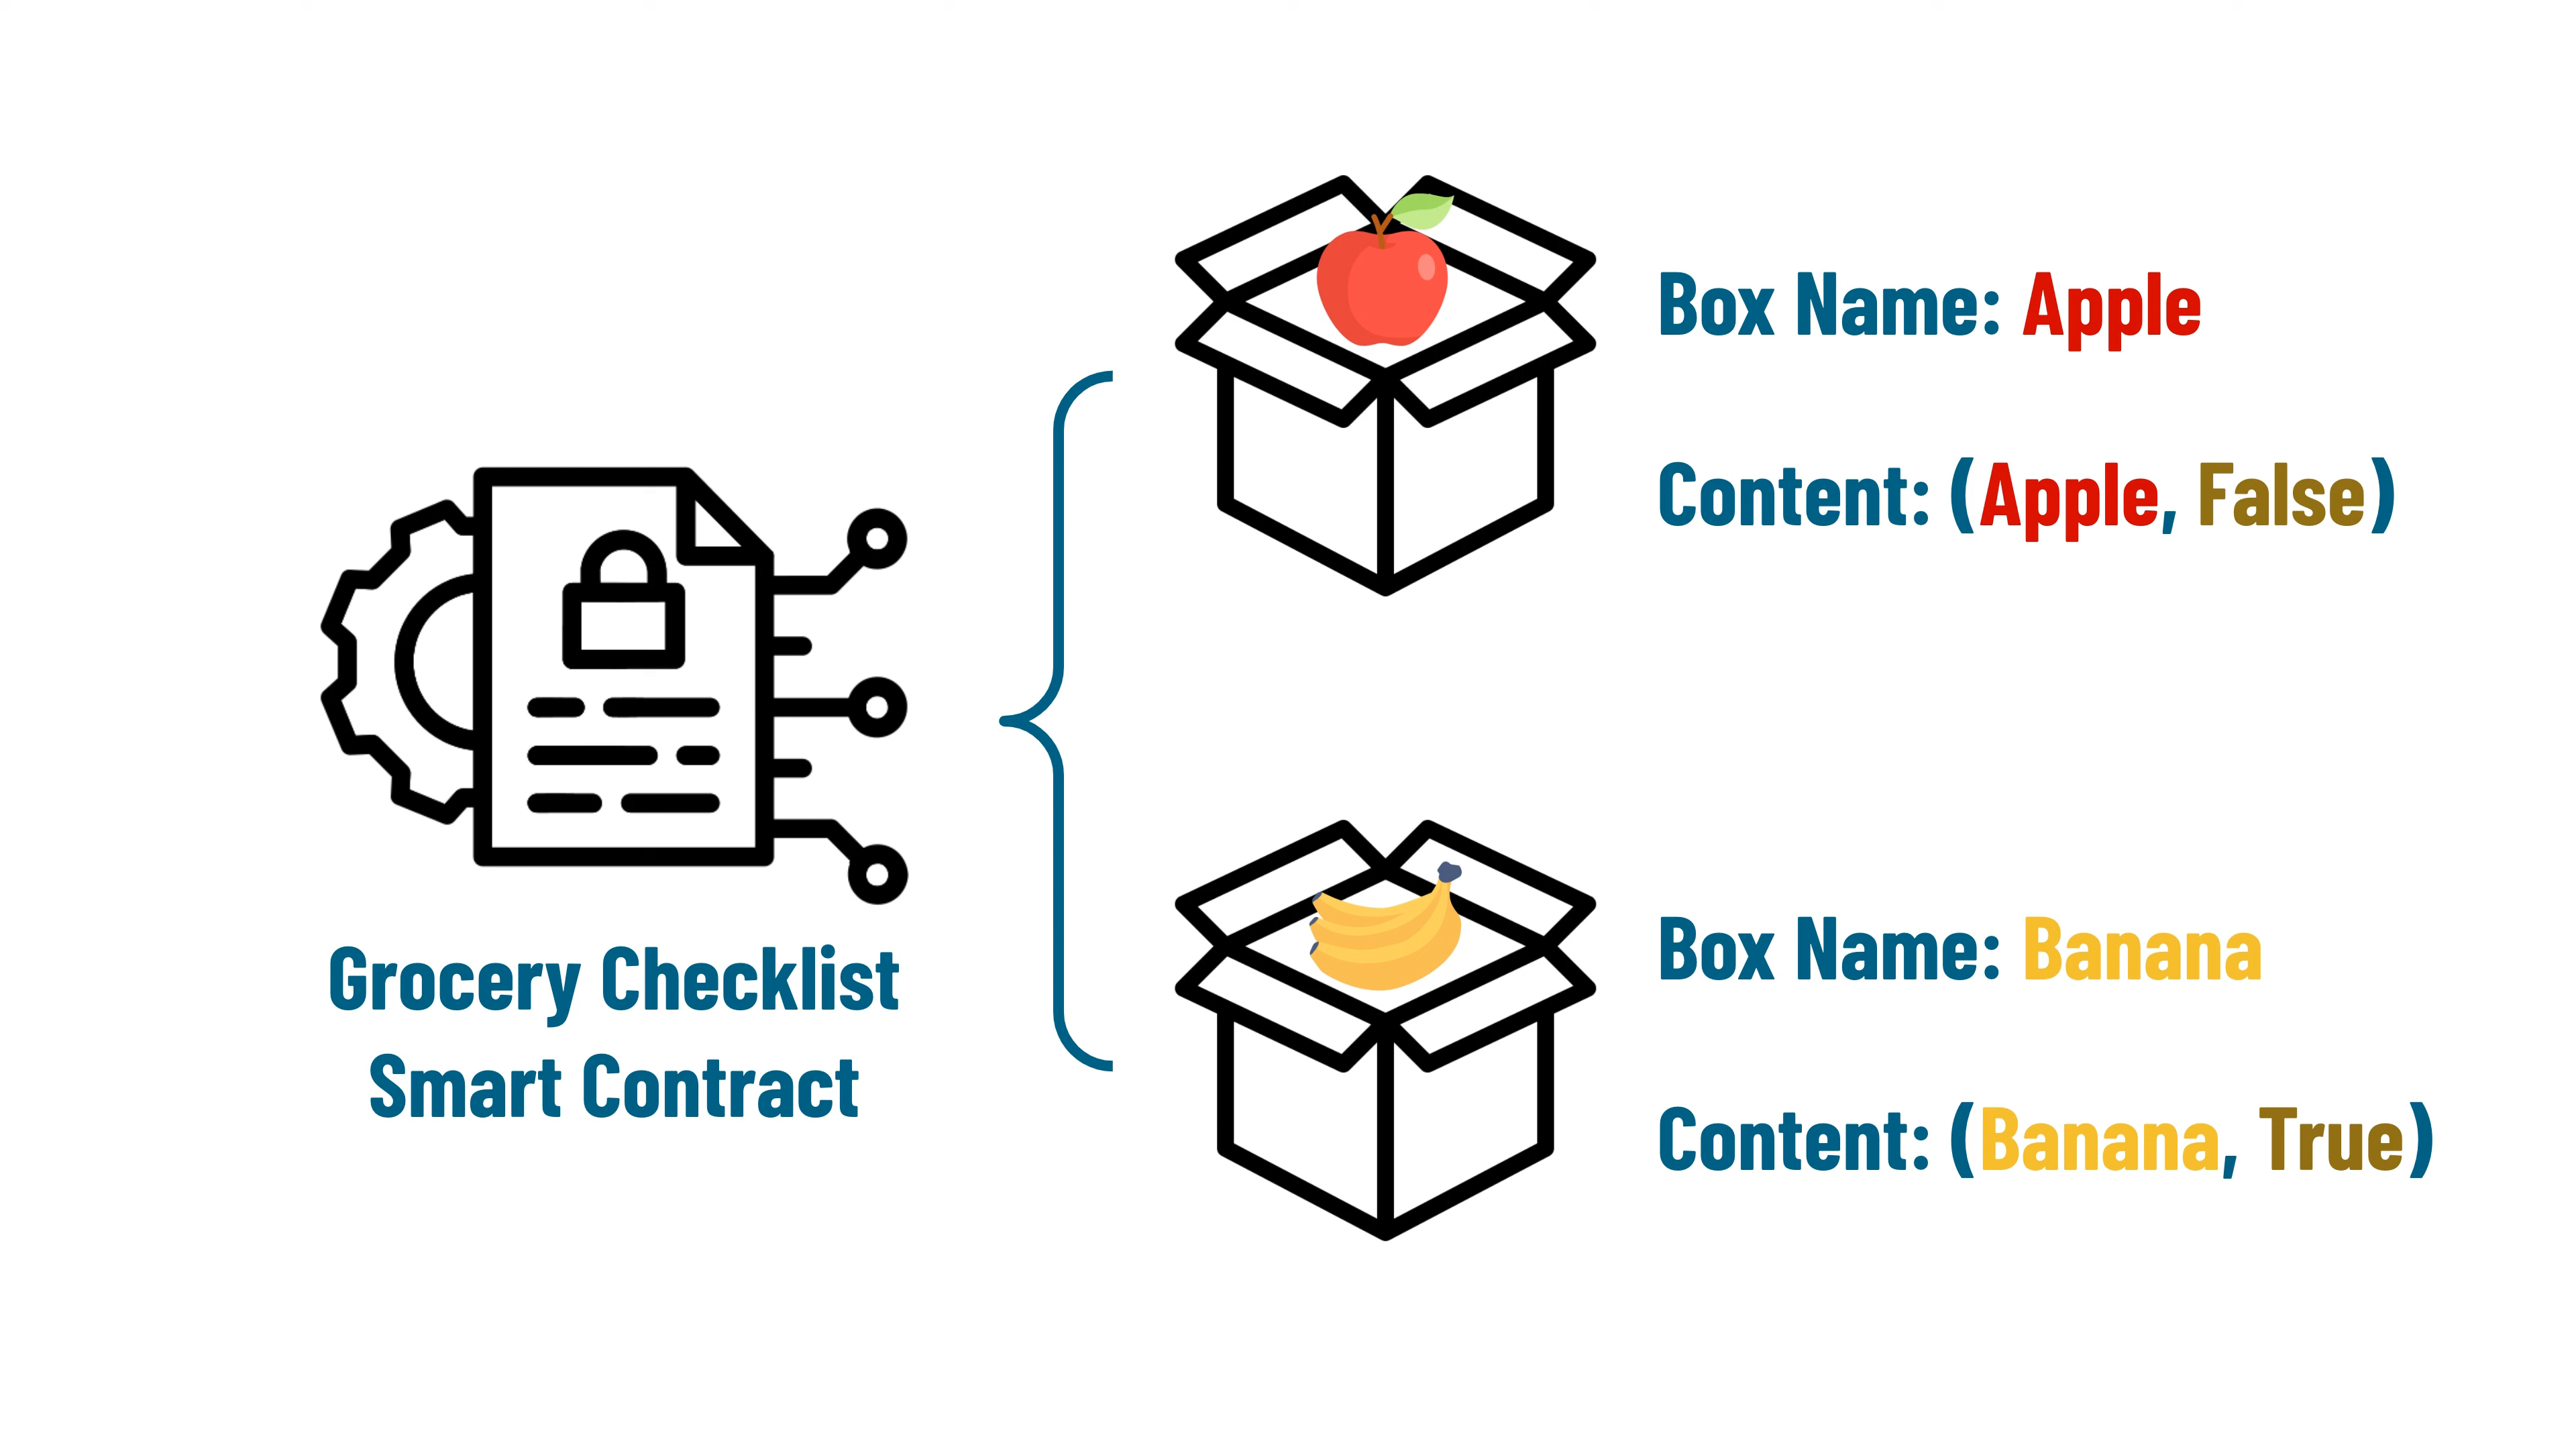 Grocery Checklist
Smart Contract
Box Name: Apple
Content: (Apple, False)
Box Name: Banana
Content: (Banana, True)